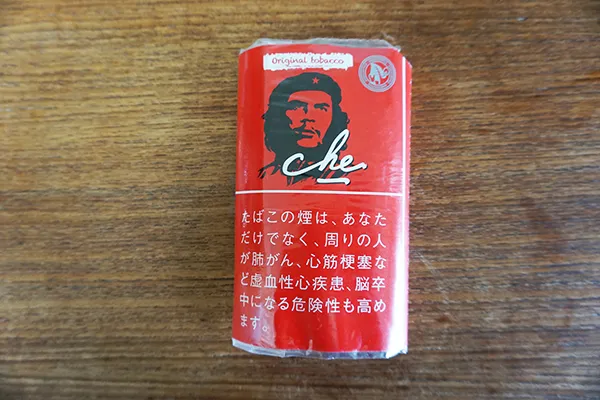 Original tobacco
che
たばこの煙は、あなた
だけでなく、周りの人
が肺がん、心筋梗塞な
ど虚血性心疾患、脳卒
中になる危険性も高め
ます。